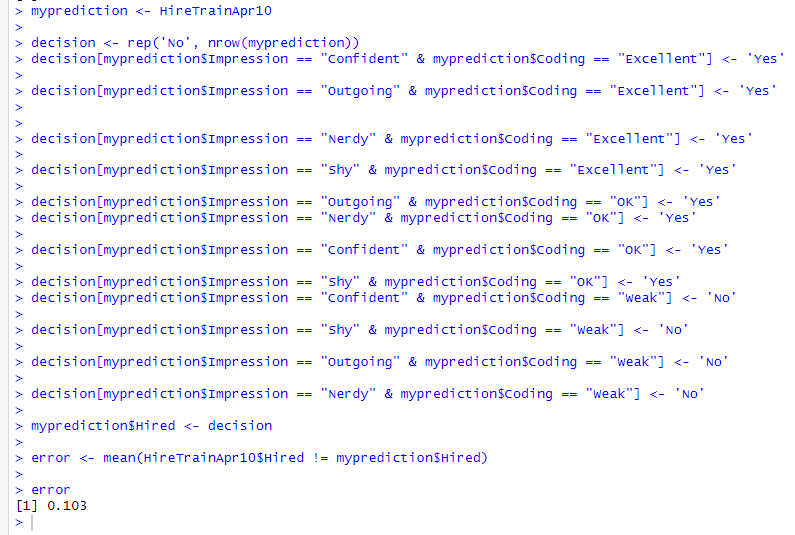 > myprediction <- HireTrainApr10
>
> decision <- rep('No', nrow(myprediction))
> decision[myprediction$Impression == "Confident" & myprediction$Coding == "Excellent"] <- 'Yes'
>
> decision[myprediction$Impression == "Outgoing" & myprediction$Coding == "Excellent"] <- 'Yes'
>
>
> decision[myprediction$Impression == "Nerdy" & myprediction$Coding == "Excellent"] <- 'Yes'
>
> decision[myprediction$Impression == "Shy" & myprediction$Coding == "Excellent"] <- 'Yes'
>
> decision[myprediction$Impression == "Outgoing" & myprediction$Coding == "OK"] <- 'Yes'
> decision[myprediction$Impression == "Nerdy" & myprediction$Coding == "OK"] <- 'Yes'
>
> decision[myprediction$Impression == "Confident" & myprediction$Coding == "OK"] <- 'Yes'
>
> decision[myprediction$Impression == "Shy" & myprediction$Coding == "OK"] <- 'Yes'
> decision[myprediction$Impression == "Confident" & myprediction$Coding == "Weak"] <- 'No'
>
> decision[myprediction$Impression == "Shy" & myprediction$Coding == "Weak"] <- 'No'
>
> decision[myprediction$Impression == "Outgoing" & myprediction$Coding == "Weak"] <- 'No'
>
> decision[myprediction$Impression == "Nerdy" & myprediction$Coding == "Weak"] <- 'No'
>
> myprediction$Hired <- decision
>
> error <- mean(HireTrainApr10$Hired != myprediction$Hired)
>
> error
[1] 0.103
>